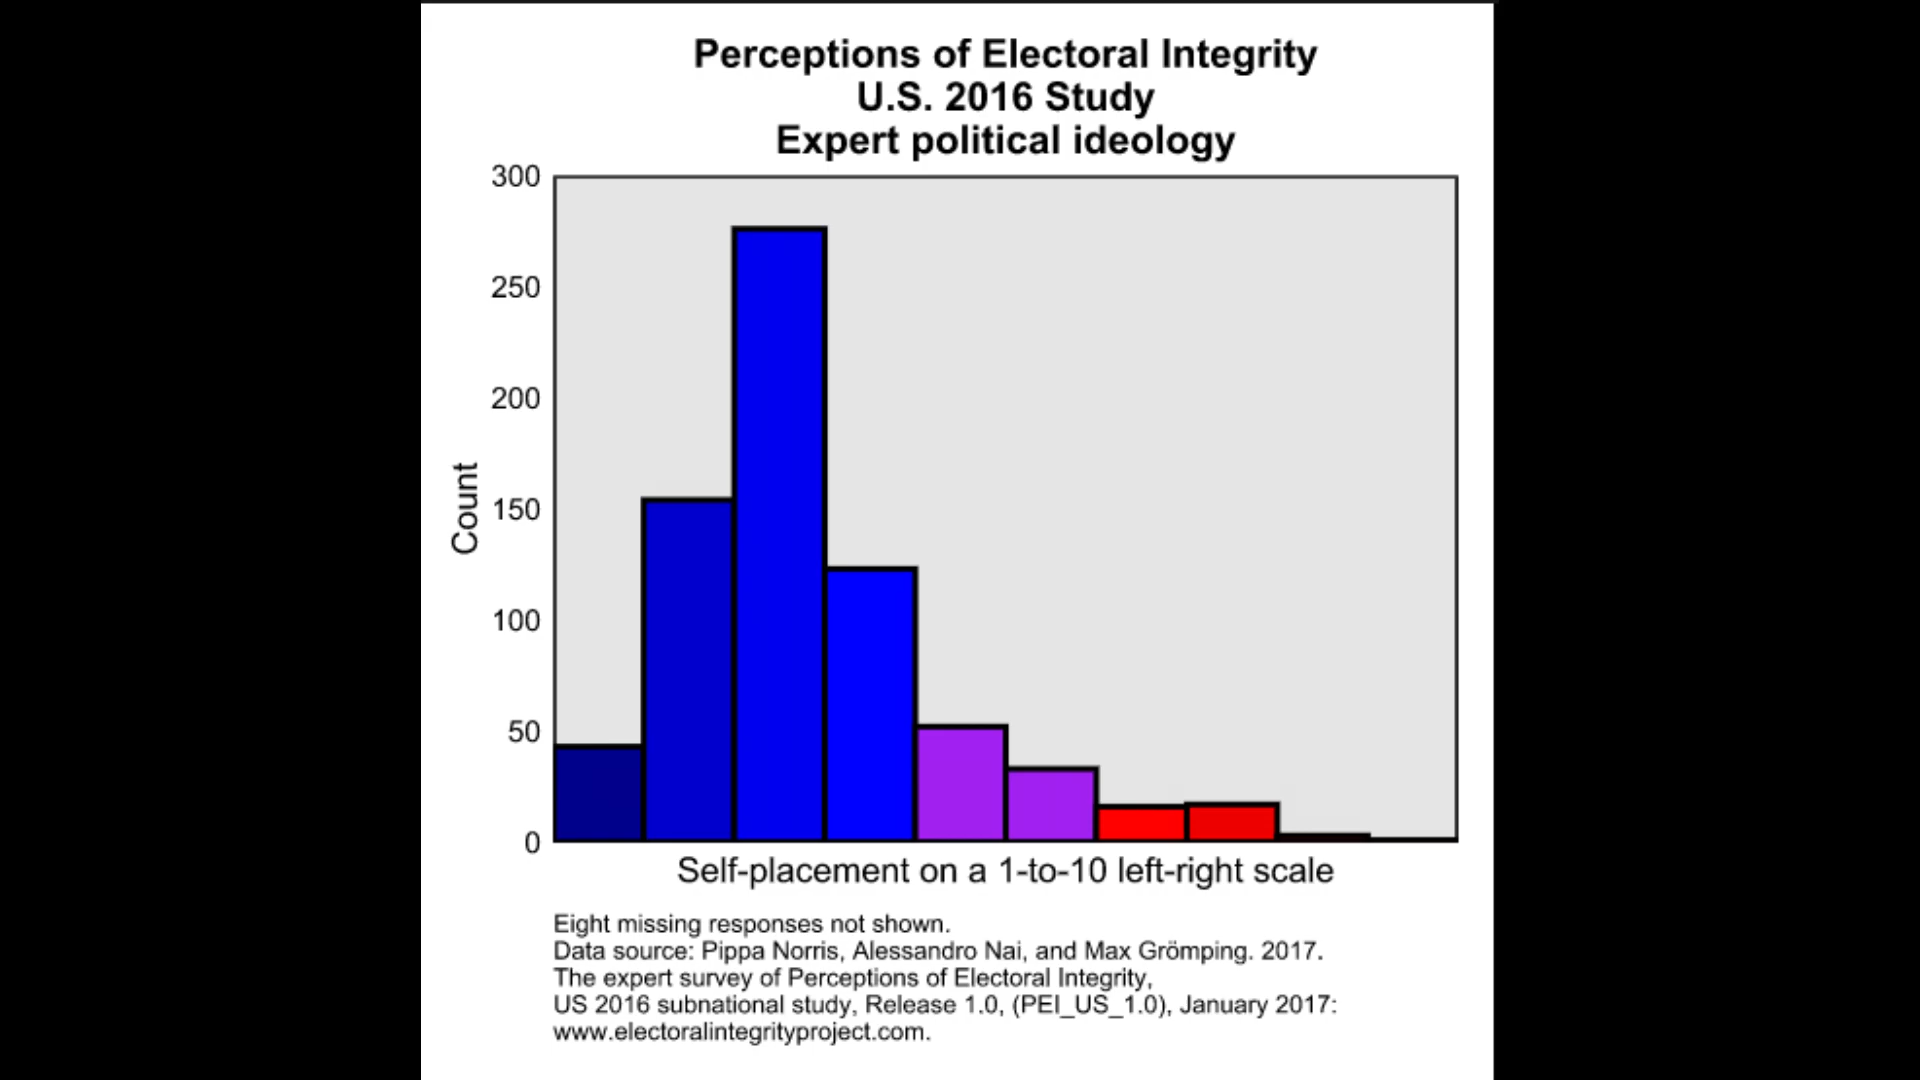 Perceptions of Electoral Integrity
U.S. 2016 Study
Expert political ideology
300
250
200
150
100
50
0
Count
Self-placement on a 1-to-10 left-right scale
Eight missing responses not shown.
Data source: Pippa Norris, Alessandro Nai, and Max Grömping. 2017.
The expert survey of Perceptions of Electoral Integrity,
US 2016 subnational study, Release 1.0, (PEI_US_1.0), January 2017:
www.electoralintegrityproject.com.